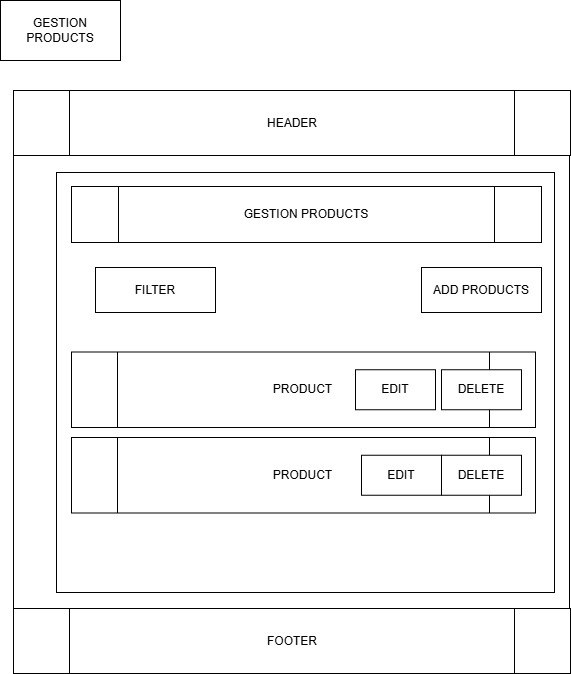 GESTION
PRODUCTS
HEADER
GESTION PRODUCTS
FILTER
ADD PRODUCTS
PRODUCT
EDIT
DELETE
PRODUCT
EDIT
DELETE
FOOTER